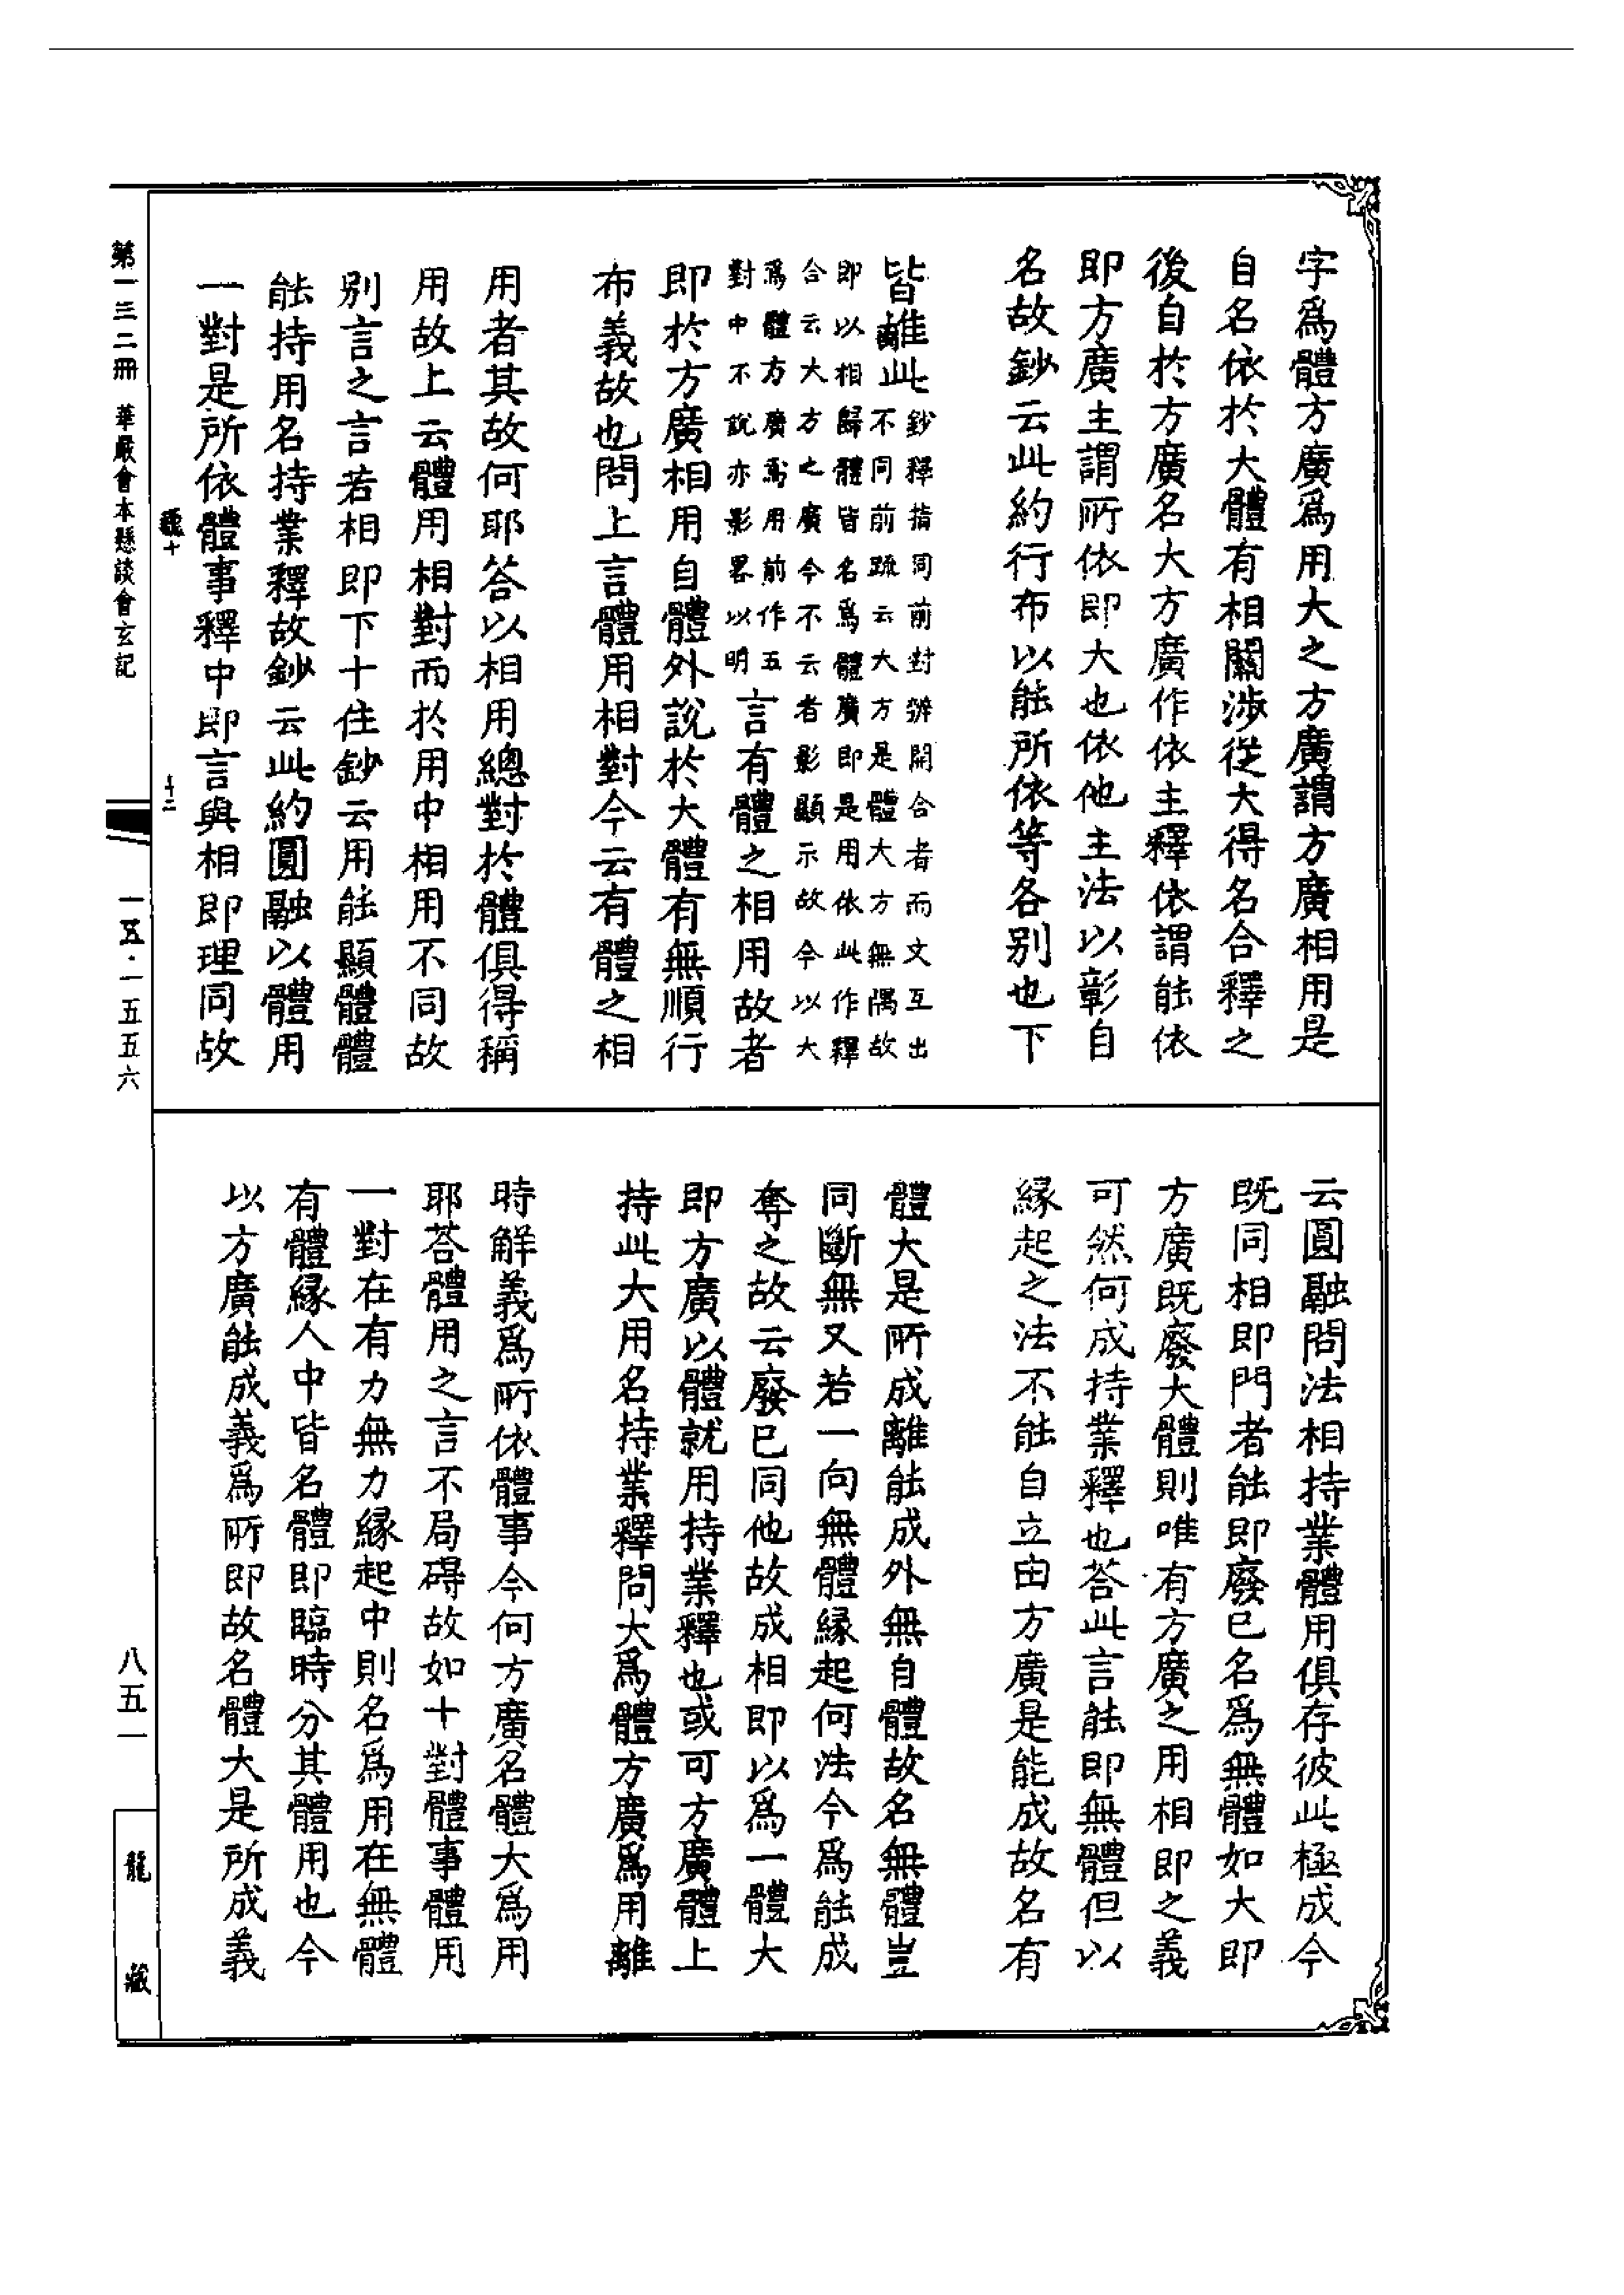 字爲體方廣爲用大之方廣謂方廣相用是
自名依於大體有相關涉從大得名合釋之
後自於方廣名大方廣作依主釋依謂能依
即方廣主謂所依即大也依他主法以彰自
名故鈔云此約行布以能所依等各别也下
皆此鈔釋指同前對辦開合者而文互出
不同前疏云大方是體大方無隅故
即以相歸體皆名爲體廣即是用依此作釋
合云大方之廣今不云者影顯示故今以大
爲體方廣爲用前作五
對中不說亦影畧以明
言有體之相用故者
即於方廣相用自體外說於大體有無順行
布義故也問上言體用相對今云有體之相
用者其故何耶答以相用總對於體俱得稱
用故上云體用相對而於用中相用不同故
别言之言若相即下十住鈔云用能顯體體
能持用名持業釋故鈔云此約圓融以體用
一對是所依體事釋中即言與相即理同故
云圓融問法相持業體用俱存彼此極成今
既同相即門者能即廢已名爲無體如大即
方廣既廢大體則唯有方廣之用相即之義
可然何成持業釋也答此言能即無體但以
緣起之法不能自立由方廣是能成故名有
體大是所成離能成外無自體故名無體豈
同斷無又若一向無體緣起何法今爲能成
奪之故云廢已同他故成相即以爲一體大
即方廣以體就用持業釋也或可方廣體上
持此大用名持業釋問大爲體方廣爲用離
時解義爲所依體事今何方廣名體大爲用
耶荅體用之言不局碍故如十對體事體用
一對在有力無力緣起中則名爲用在無體
有體緣人中皆名體即臨時分其體用也今
以方廣能成義爲所即故名體大是所成義
第一三二冊 華嚴會本懸談會玄記
十
十二
一五五·一五五六
八五一
龍藏